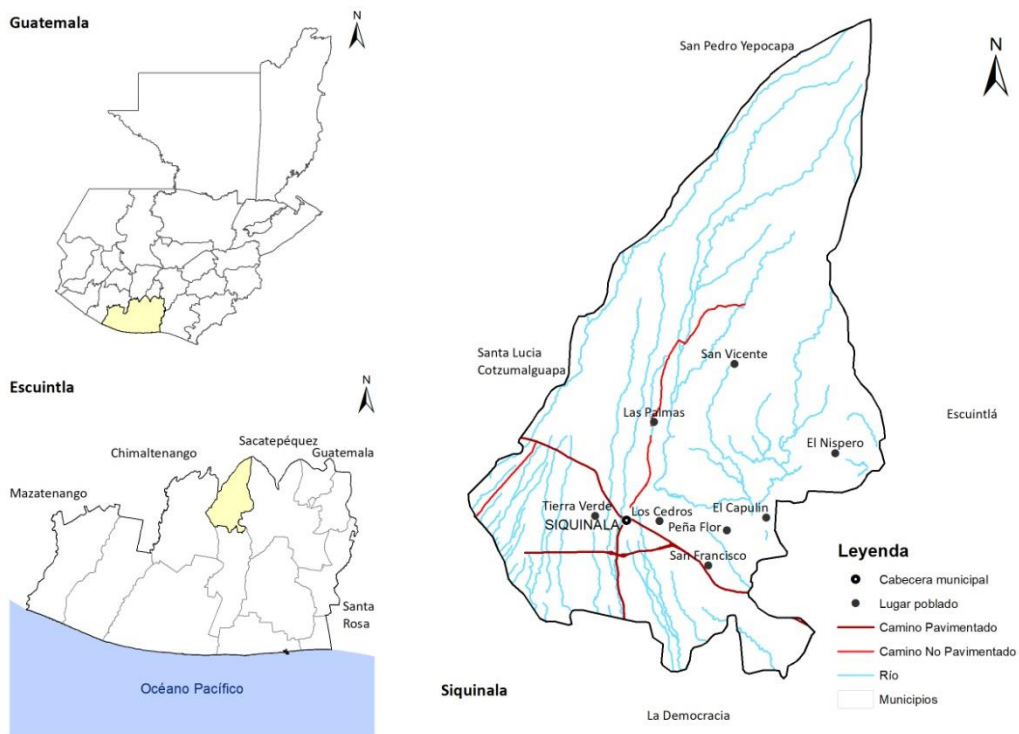 Guatemala
N
Escuintla
N
Sacatepéquez
Chimaltenango
Guatemala
Mazatenango
Santa
Rosa
Océano Pacífico
San Pedro Yepocapa
N
Santa Lucia
Cotzumalguapa
San Vicente
Las Palmas
Escuintlá
El Nispero
Tierra Verde
Los Cedros
El Capulín
SIQUINALA
Peña Flor
San Francisco
Siquinala
La Democracia
Leyenda
Cabecera municipal
Lugar poblado
Camino Pavimentado
Camino No Pavimentado
Río
Municipios